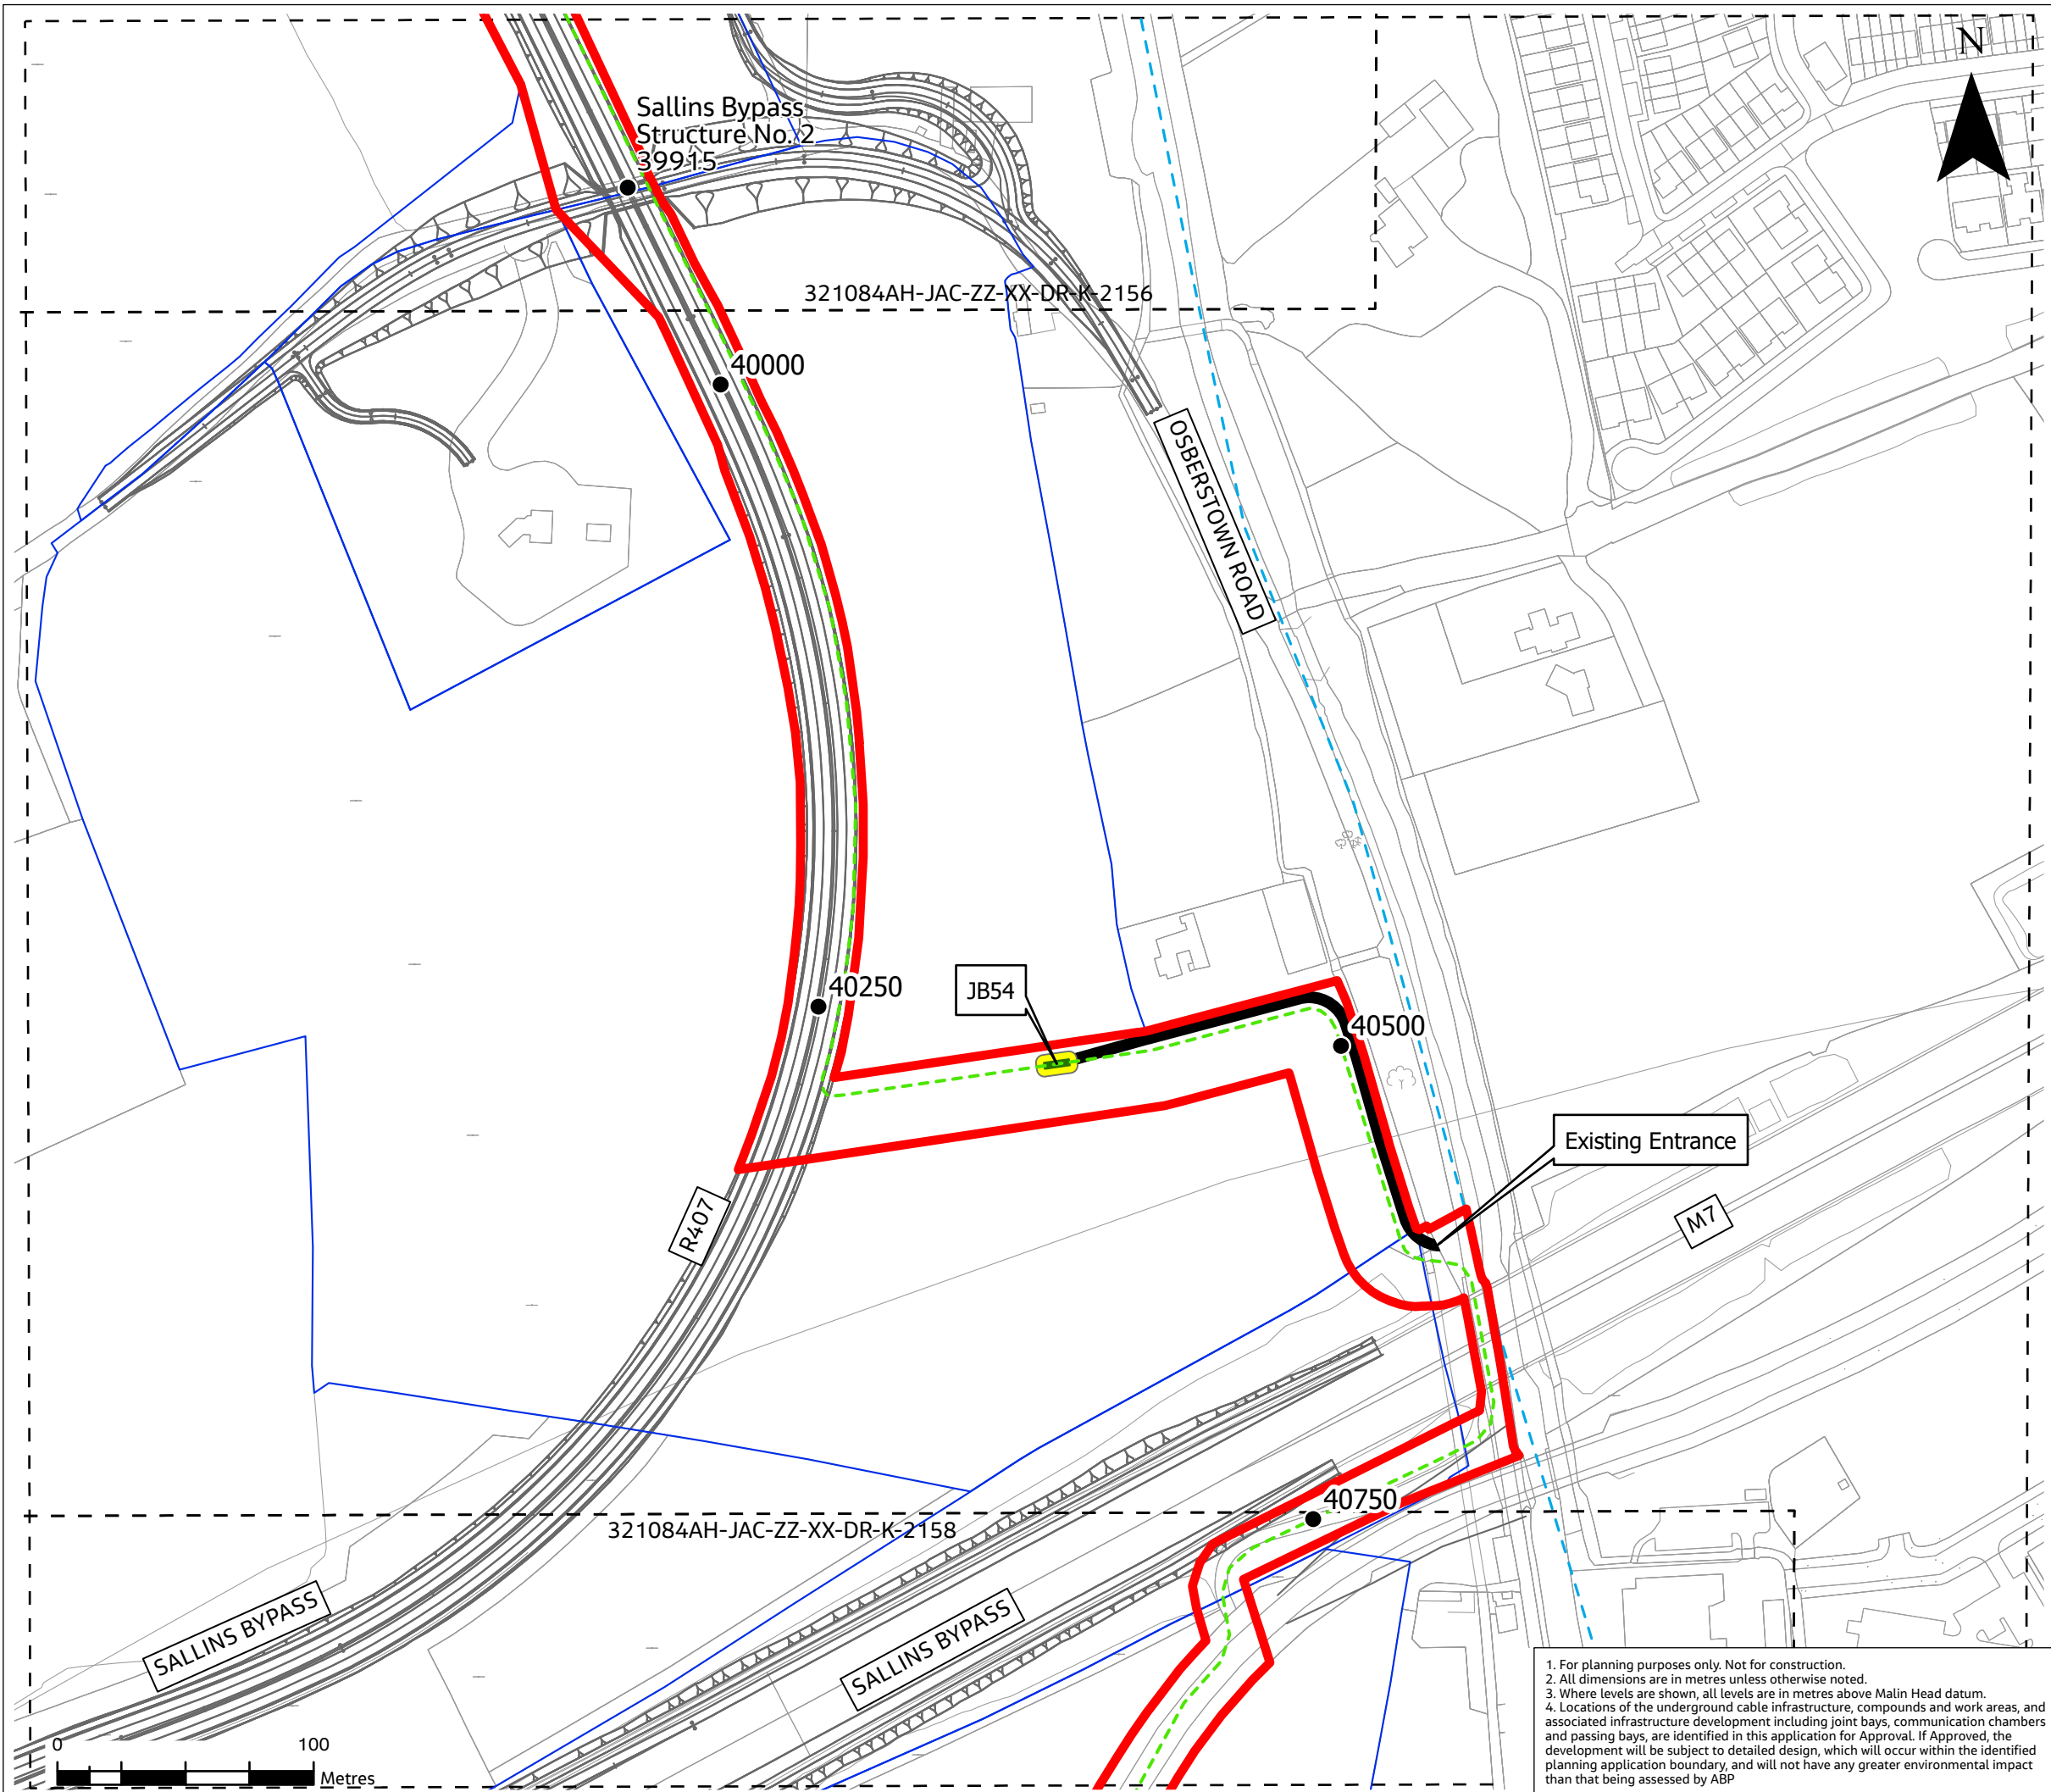 N
Sallins Bypass
Structure No. 2
39915
321084AH-JAC-ZZ-XX-DR-K-2156
40000
OSBERSTOWN ROAD
40250
JB54
40500
Existing Entrance
R407
M7
40750
321084AH-JAC-ZZ-XX-DR-K-2158
SALLINS BYPASS
SALLINS BYPASS
0 100
Metres
1. For planning purposes only. Not for construction.
2. All dimensions are in metres unless otherwise noted.
3. Where levels are shown, all levels are in metres above Malin Head datum.
4. Locations of the underground cable infrastructure, compounds and work areas, and
associated infrastructure development including joint bays, communication chambers
and passing bays, are identified in this application for Approval. If Approved, the
development will be subject to detailed design, which will occur within the identified
planning application boundary, and will not have any greater environmental impact
than that being assessed by ABP